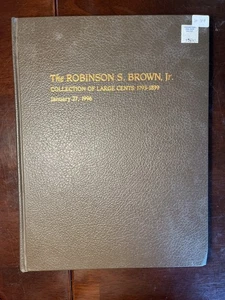 The ROBINSON S. BROWN, Jr.
COLLECTION OF LARGE CENTS 1793-1839
January 27, 1996